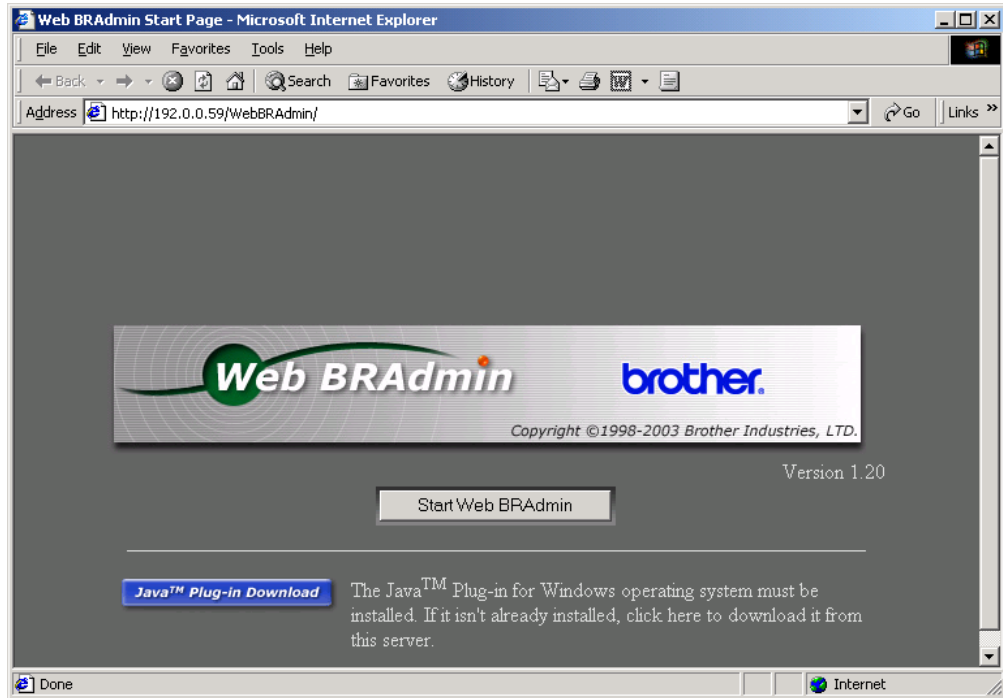 Web BRAdmin Start Page - Microsoft Internet Explorer
File Edit View Favorites Tools Help
Back Search Favorites History
Address http://192.0.0.59/WebBRAdmin/ Go Links »
Web BRAdmin brother.
Copyright ©1998-2003 Brother Industries, LTD.
Version 1.20
Start Web BRAdmin
Java™ Plug-in Download
The Java™ Plug-in for Windows operating system must be
installed. If it isn't already installed, click here to download it from
this server.
Done Internet